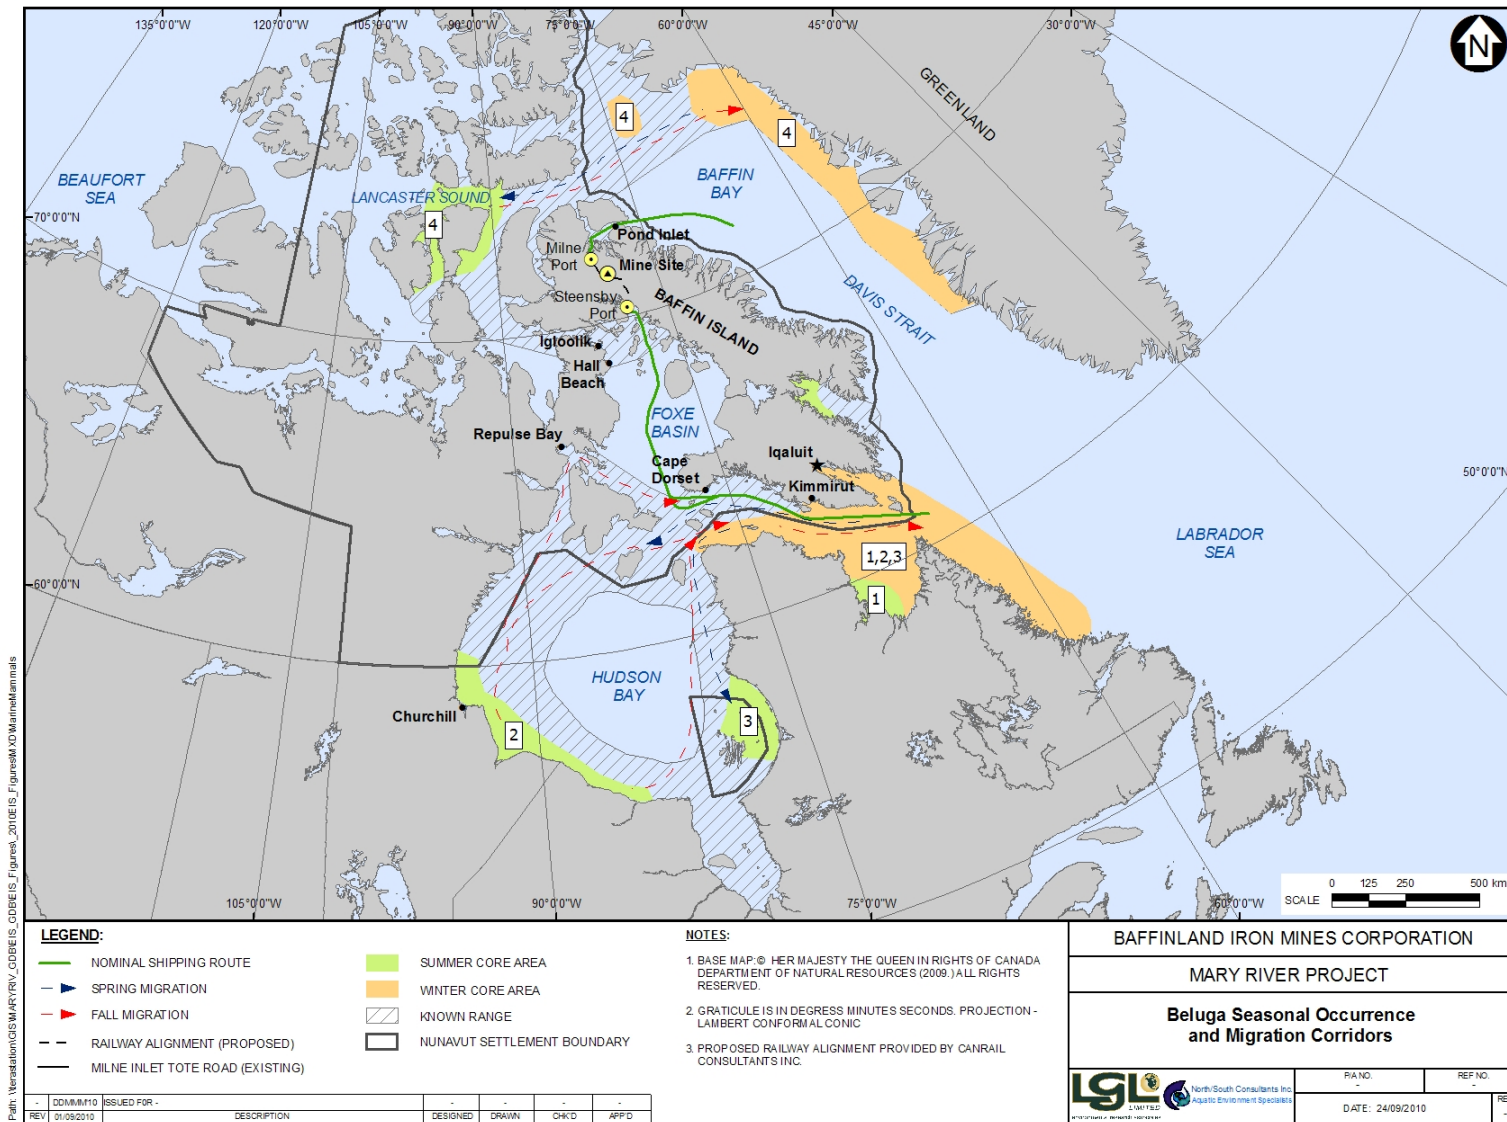 135°0'0"W
120°0'0"W
105°0'0"W
90°0'0"W
75°0'0"W
60°0'0"W
45°0'0"W
30°0'0"W
N
GREENLAND
4
4
BEAUFORT
SEA
BAFFIN
BAY
LANCASTER SOUND
70°0'0"N
4
Pond Inlet
Milne
Port
Mine Site
Steensby
Port
BAFFIN ISLAND
DAVIS STRAIT
Igloolik
Hall
Beach
FOXE
BASIN
Repulse Bay
Iqaluit
Cape
Dorset
Kimmirut
50°0'0"N
LABRADOR
SEA
1,2,3
60°0'0"N
1
HUDSON
BAY
Churchill
2
3
105°0'0"W
90°0'0"W
75°0'0"W
60°0'0"W
SCALE
0 125 250 500 km
LEGEND:
NOMINAL SHIPPING ROUTE
SPRING MIGRATION
FALL MIGRATION
RAILWAY ALIGNMENT (PROPOSED)
MILNE INLET TOTE ROAD (EXISTING)
SUMMER CORE AREA
WINTER CORE AREA
KNOWN RANGE
NUNAVUT SETTLEMENT BOUNDARY
NOTES:
1. BASE MAP:© HER MAJESTY THE QUEEN IN RIGHTS OF CANADA
DEPARTMENT OF NATURAL RESOURCES (2009.) ALL RIGHTS
RESERVED.
2. GRATICULE IS IN DEGRESS MINUTES SECONDS. PROJECTION -
LAMBERT CONFORMAL CONIC
3. PROPOSED RAILWAY ALIGNMENT PROVIDED BY CANRAIL
CONSULTANTS INC.
BAFFINLAND IRON MINES CORPORATION
MARY RIVER PROJECT
Beluga Seasonal Occurrence
and Migration Corridors
LGL
LIMITED
North/South Consultants Inc.
Aquatic Environment Specialists
P/A NO.
-
REF NO.
-
DATE: 24/09/2010
- DDMMM10 ISSUED FOR - - - - -
REV 01/09/2010 DESCRIPTION DESIGNED DRAWN CHK'D APP'D